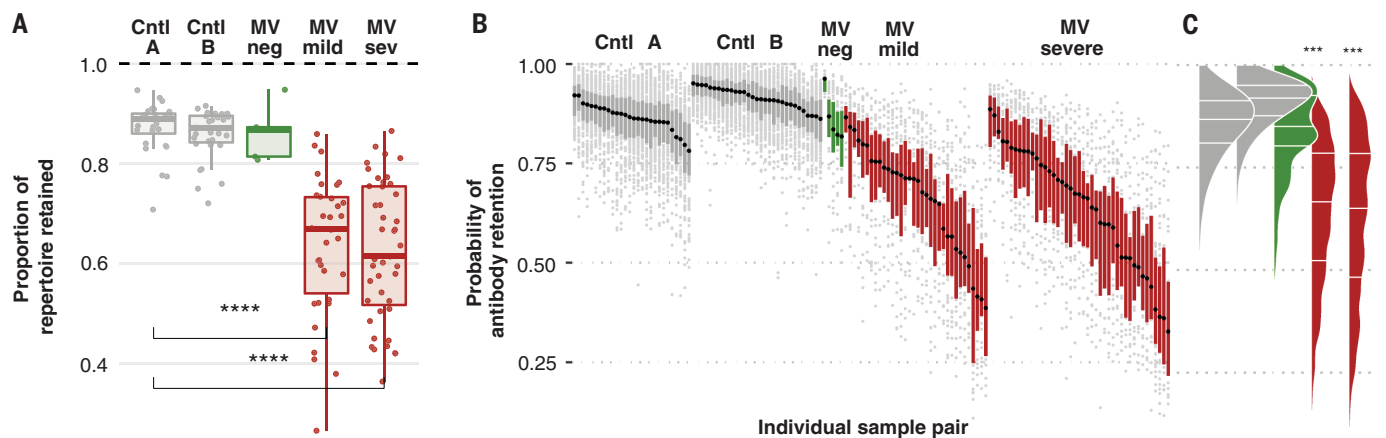 A
Cntl A
Cntl B
MV neg
MV mild
MV sev
Proportion of
repertoire retained
1.0
0.8
0.6
0.4
****
****
B
Cntl A
Cntl B
MV neg
MV mild
MV severe
Probability of
antibody retention
1.00
0.75
0.50
0.25
Individual sample pair
C
***
***